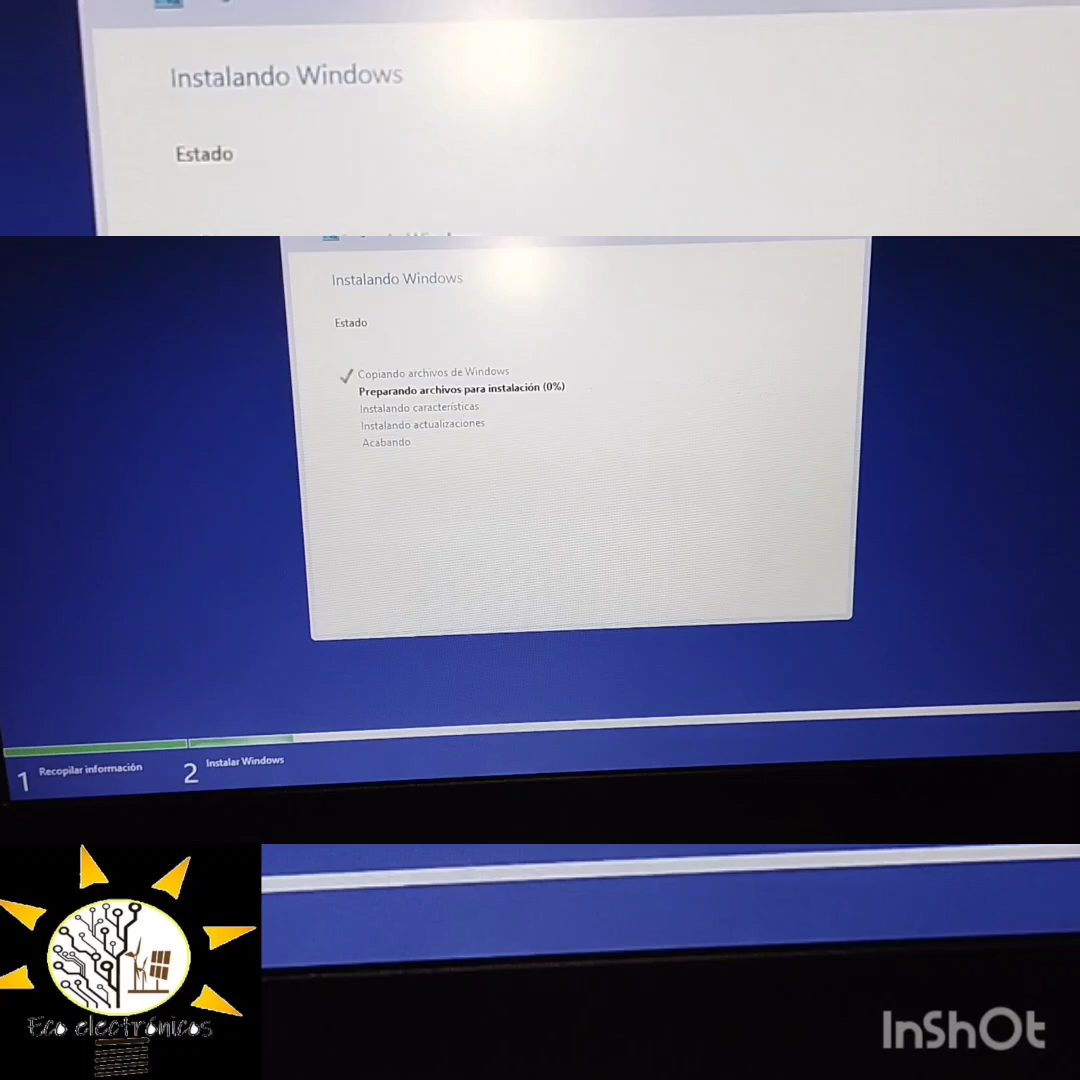 Instalando Windows
Estado
Instalando Windows
Estado
Copiando archivos de Windows
Preparando archivos para instalación (0%)
Instalando características
Instalando actualizaciones
Acabando
1 Recopilar información
2 Instalar Windows
Eco electrónicos
InShOt